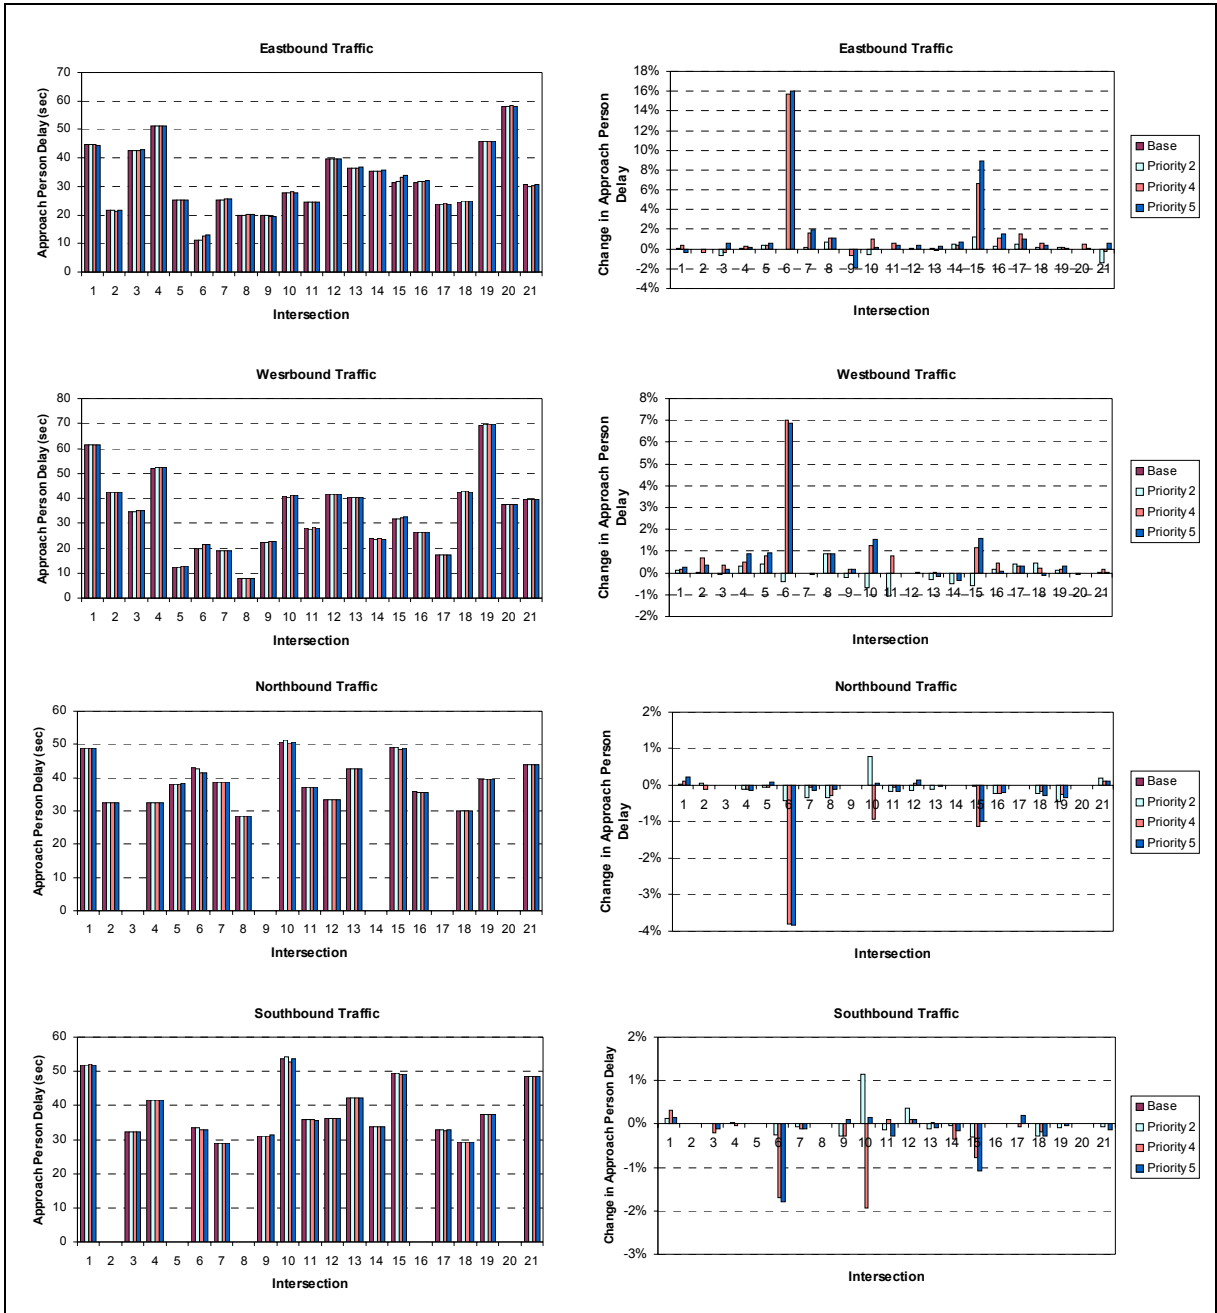 Eastbound Traffic
Approach Person Delay (sec)
70
60
50
40
30
20
10
0
1 2 3 4 5 6 7 8 9 10 11 12 13 14 15 16 17 18 19 20 21
Intersection
Eastbound Traffic
Change in Approach Person
Delay
18%
16%
14%
12%
10%
8%
6%
4%
2%
0%
-2%
-4%
1 2 3 4 5 6 7 8 9 10 11 12 13 14 15 16 17 18 19 20 21
Intersection
Base
Priority 2
Priority 4
Priority 5
Wesrbound Traffic
Approach Person Delay (sec)
80
70
60
50
40
30
20
10
0
1 2 3 4 5 6 7 8 9 10 11 12 13 14 15 16 17 18 19 20 21
Intersection
Westbound Traffic
Change in Approach Person
Delay
8%
7%
6%
5%
4%
3%
2%
1%
0%
-1%
-2%
1 2 3 4 5 6 7 8 9 10 11 12 13 14 15 16 17 18 19 20 21
Intersection
Base
Priority 2
Priority 4
Priority 5
Northbound Traffic
Approach Person Delay (sec)
60
50
40
30
20
10
0
1 2 3 4 5 6 7 8 9 10 11 12 13 14 15 16 17 18 19 20 21
Intersection
Northbound Traffic
Change in Approach Person
Delay
2%
1%
0%
-1%
-2%
-3%
-4%
1 2 3 4 5 6 7 8 9 10 11 12 13 14 15 16 17 18 19 20 21
Intersection
Base
Priority 2
Priority 4
Priority 5
Southbound Traffic
Approach Person Delay (sec)
60
50
40
30
20
10
0
1 2 3 4 5 6 7 8 9 10 11 12 13 14 15 16 17 18 19 20 21
Intersection
Southbound Traffic
Change in Approach Person Delay
2%
1%
0%
-1%
-2%
-3%
1 2 3 4 5 6 7 8 9 10 11 12 13 14 15 16 17 18 19 20 21
Intersection
Base
Priority 2
Priority 4
Priority 5